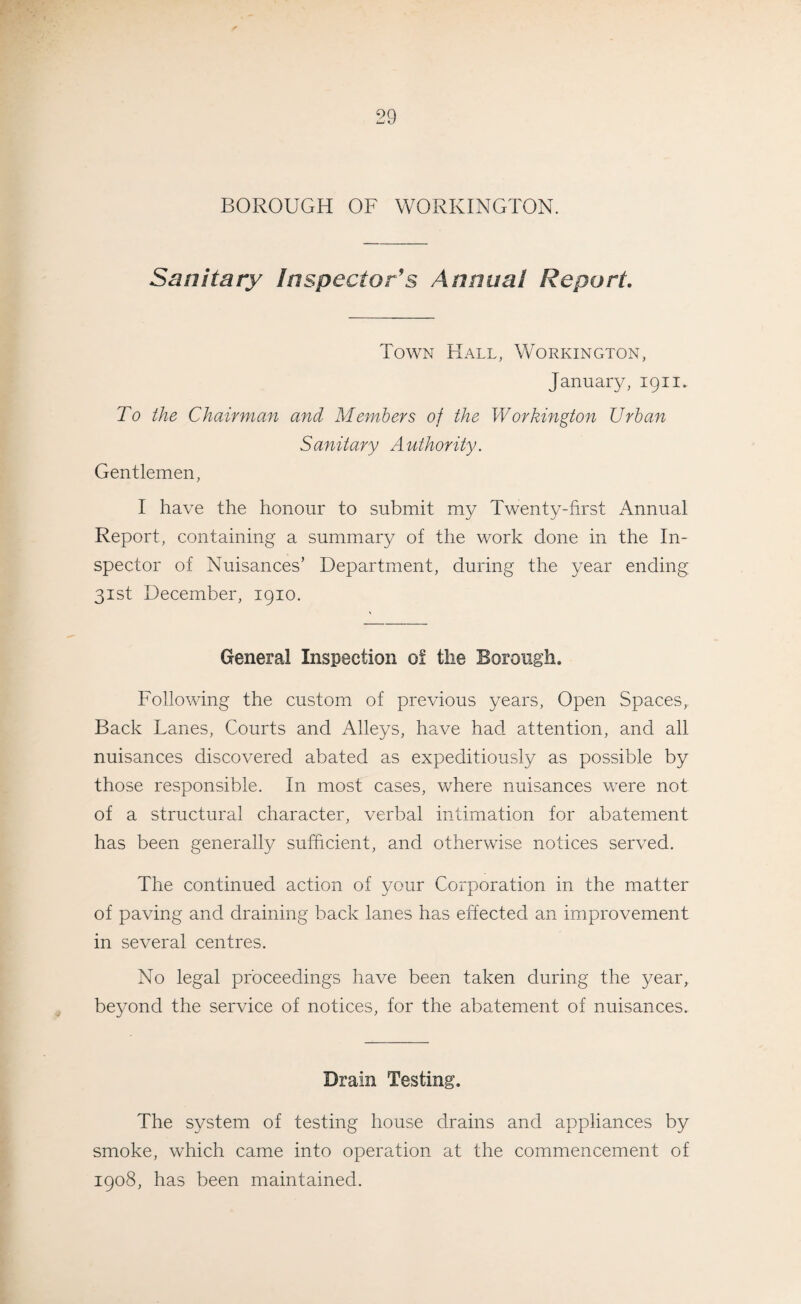 29
BOROUGH OF WORKINGTON.
Sanitary Inspector's Annual Report.
Town Hall, Workington,
January, 1911.
To the Chairman and Members of the Workington Urban
Sanitary Authority.
Gentlemen,
I have the honour to submit my Twenty-first Annual
Report, containing a summary of the work done in the In-
spector of Nuisances' Department, during the year ending
31st December, 1910.
General Inspection of the Borough.
Following the custom of previous years, Open Spaces,
Back Lanes, Courts and Alleys, have had attention, and all
nuisances discovered abated as expeditiously as possible by
those responsible. In most cases, where nuisances were not
of a structural character, verbal intimation for abatement
has been generally sufficient, and otherwise notices served.
The continued action of your Corporation in the matter
of paving and draining back lanes has effected an improvement
in several centres.
No legal proceedings have been taken during the year,
beyond the service of notices, for the abatement of nuisances.
Drain Testing.
The system of testing house drains and appliances by
smoke, which came into operation at the commencement of
1908, has been maintained.